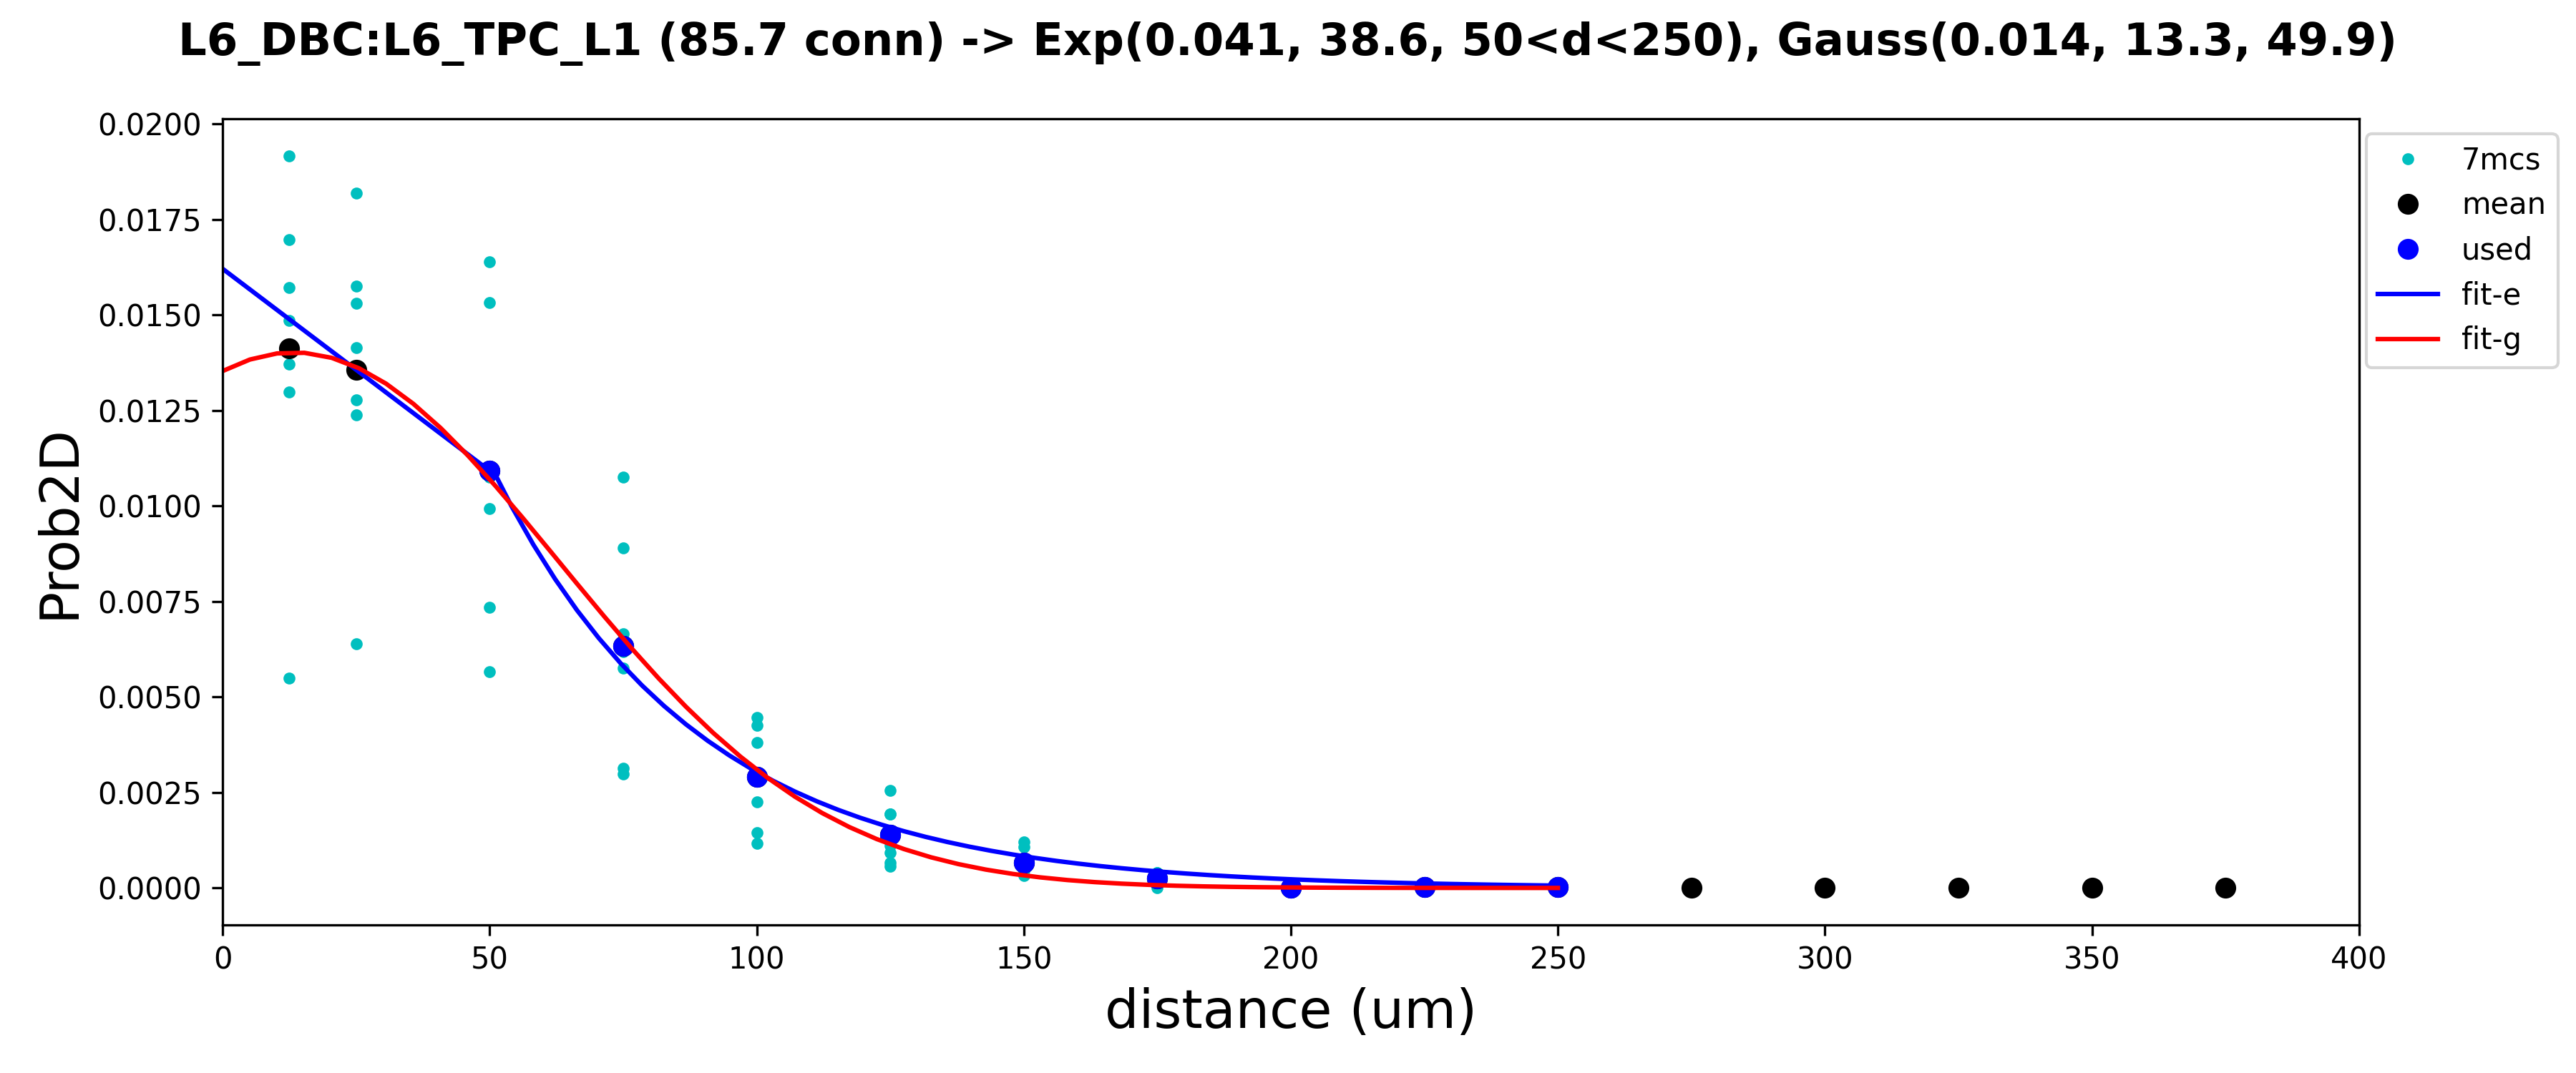 L6_DBC:L6_TPC_L1 (85.7 conn) -> Exp(0.041, 38.6, 50<d<250), Gauss(0.014, 13.3, 49.9)
0.0200
0.0175
0.0150
0.0125
0.0100
0.0075
0.0050
0.0025
0.0000
Prob2D
0 50 100 150 200 250 300 350 400
distance (um)
7mcs
mean
used
fit-e
fit-g